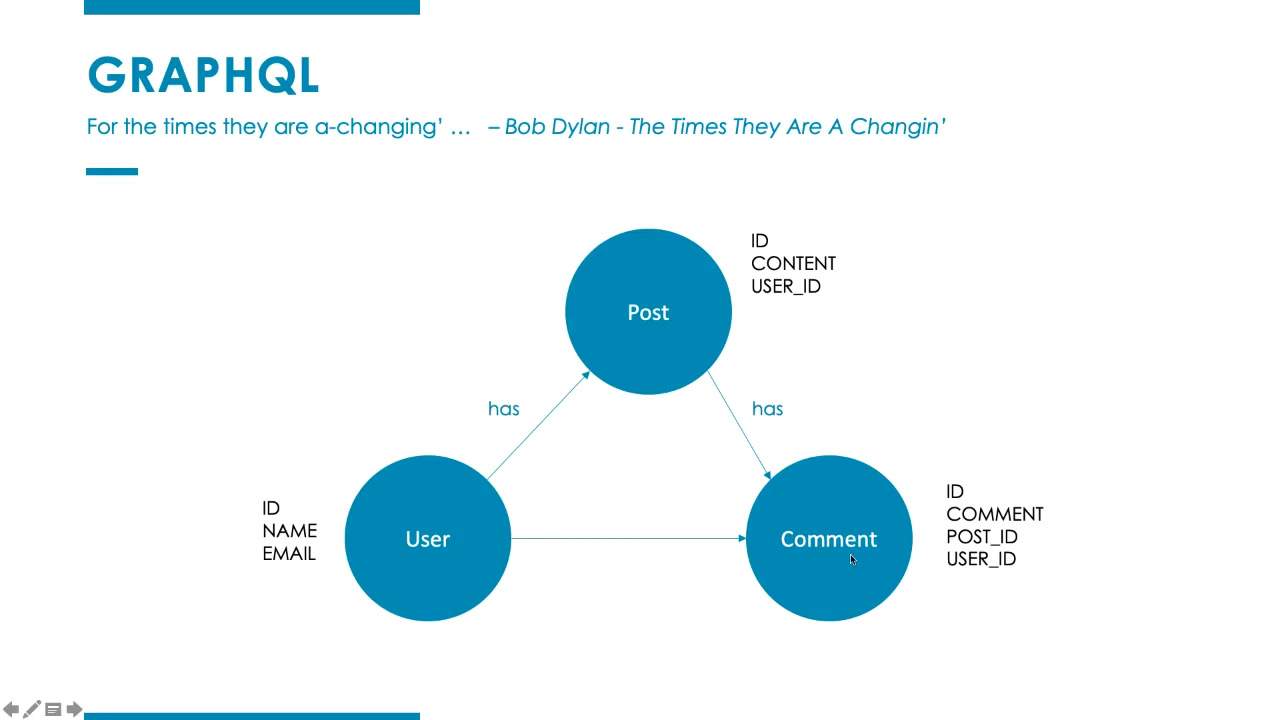 GRAPHQL
For the times they are a-changing’ … – Bob Dylan - The Times They Are A Changin’
ID
CONTENT
USER_ID
Post
has
has
ID
NAME
EMAIL
User
Comment
ID
COMMENT
POST_ID
USER_ID